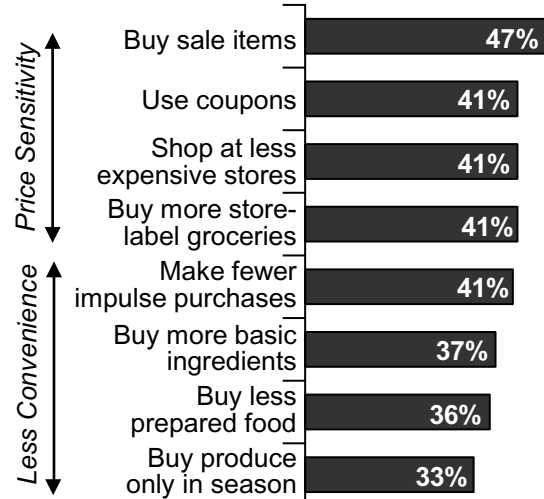 Price Sensitivity
Buy sale items
47%
Use coupons
41%
Shop at less
expensive stores
41%
Buy more store-
label groceries
41%
Less Convenience
Make fewer
impulse purchases
41%
Buy more basic
ingredients
37%
Buy less
prepared food
36%
Buy produce
only in season
33%